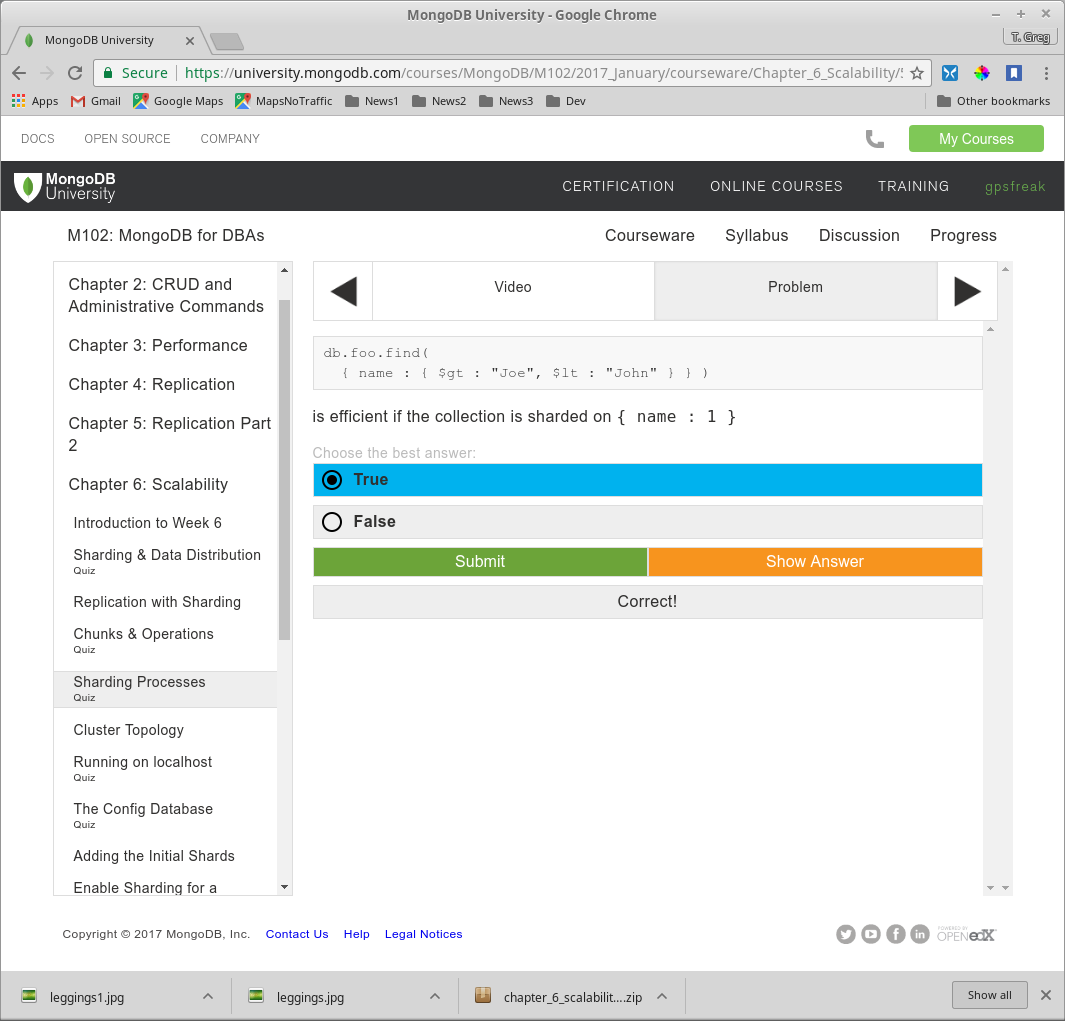 MongoDB University - Google Chrome
MongoDB University
T. Greg
Secure
https://university.mongodb.com/courses/MongoDB/M102/2017_January/courseware/Chapter_6_Scalability/
Apps
Gmail
Google Maps
MapsNoTraffic
News1
News2
News3
Dev
Other bookmarks
DOCS
OPEN SOURCE
COMPANY
My Courses
MongoDB
University
CERTIFICATION
ONLINE COURSES
TRAINING
gpsfreak
M102: MongoDB for DBAs
Courseware
Syllabus
Discussion
Progress
Chapter 2: CRUD and
Administrative Commands
Chapter 3: Performance
Chapter 4: Replication
Chapter 5: Replication Part
2
Chapter 6: Scalability
Introduction to Week 6
Sharding & Data Distribution
Quiz
Replication with Sharding
Chunks & Operations
Quiz
Sharding Processes
Quiz
Cluster Topology
Running on localhost
Quiz
The Config Database
Quiz
Adding the Initial Shards
Enable Sharding for a
Video
Problem
db.foo.find(
{ name : { $gt : "Joe", $lt : "John" } } )
is efficient if the collection is sharded on { name : 1 }
Choose the best answer:
True
False
Submit
Show Answer
Correct!
Copyright © 2017 MongoDB, Inc.
Contact Us
Help
Legal Notices
POWERED BY
OPEN edX
leggings1.jpg
leggings.jpg
chapter_6_scalabilit....zip
Show all